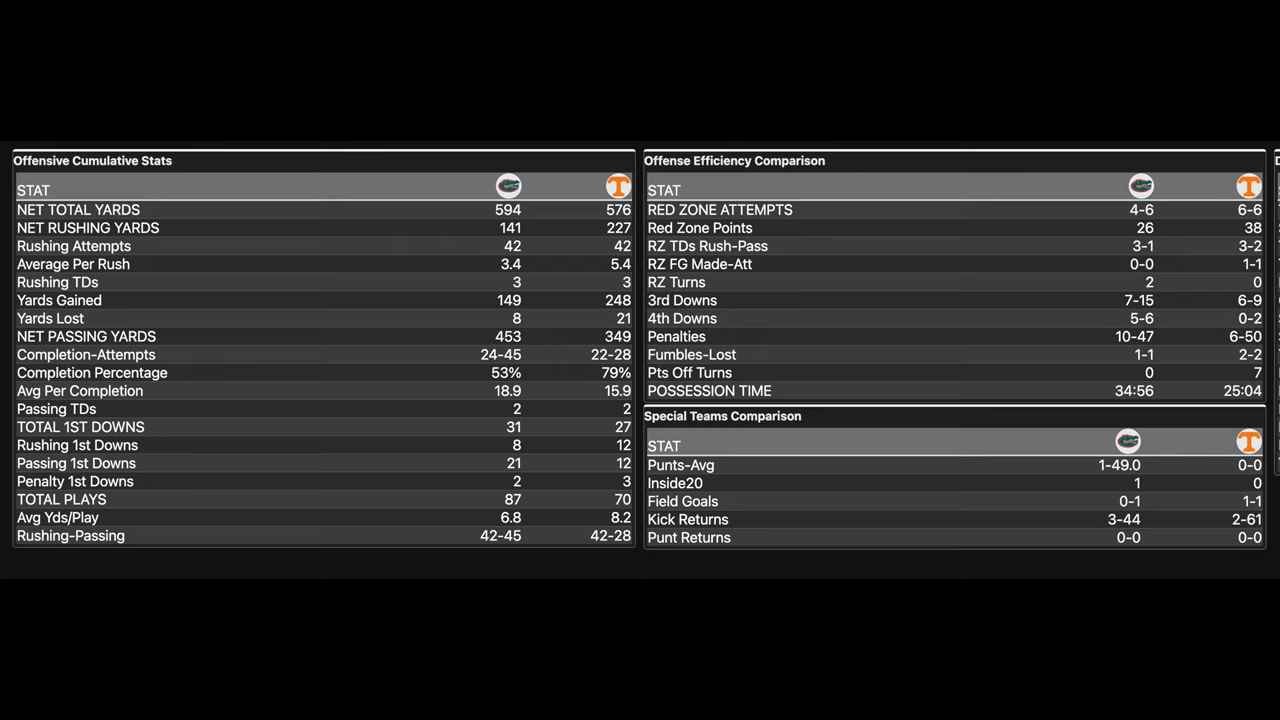 Offensive Cumulative Stats
STAT
NET TOTAL YARDS 594 576
NET RUSHING YARDS 141 227
Rushing Attempts 42 42
Average Per Rush 3.4 5.4
Rushing TDs 3 3
Yards Gained 149 248
Yards Lost 8 21
NET PASSING YARDS 453 349
Completion-Attempts 24-45 22-28
Completion Percentage 53% 79%
Avg Per Completion 18.9 15.9
Passing TDs 2 2
TOTAL 1ST DOWNS 31 27
Rushing 1st Downs 8 12
Passing 1st Downs 21 12
Penalty 1st Downs 2 3
TOTAL PLAYS 87 70
Avg Yds/Play 6.8 8.2
Rushing-Passing 42-45 42-28
Offense Efficiency Comparison
STAT
RED ZONE ATTEMPTS 4-6 6-6
Red Zone Points 26 38
RZ TDs Rush-Pass 3-1 3-2
RZ FG Made-Att 0-0 1-1
RZ Turns 2 0
3rd Downs 7-15 6-9
4th Downs 5-6 0-2
Penalties 10-47 6-50
Fumbles-Lost 1-1 2-2
Pts Off Turns 0 7
POSSESSION TIME 34:56 25:04
Special Teams Comparison
STAT
Punts-Avg 1-49.0 0-0
Inside20 1 0
Field Goals 0-1 1-1
Kick Returns 3-44 2-61
Punt Returns 0-0 0-0